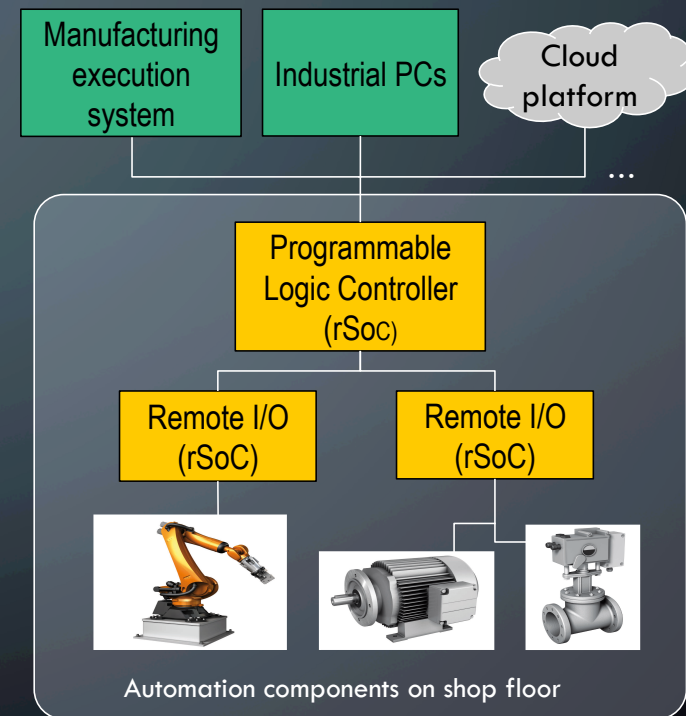 Manufacturing
execution
system
Industrial PCs
Cloud
platform
...
Programmable
Logic Controller
(rSoC)
Remote I/O
(rSoC)
Remote I/O
(rSoC)
Automation components on shop floor